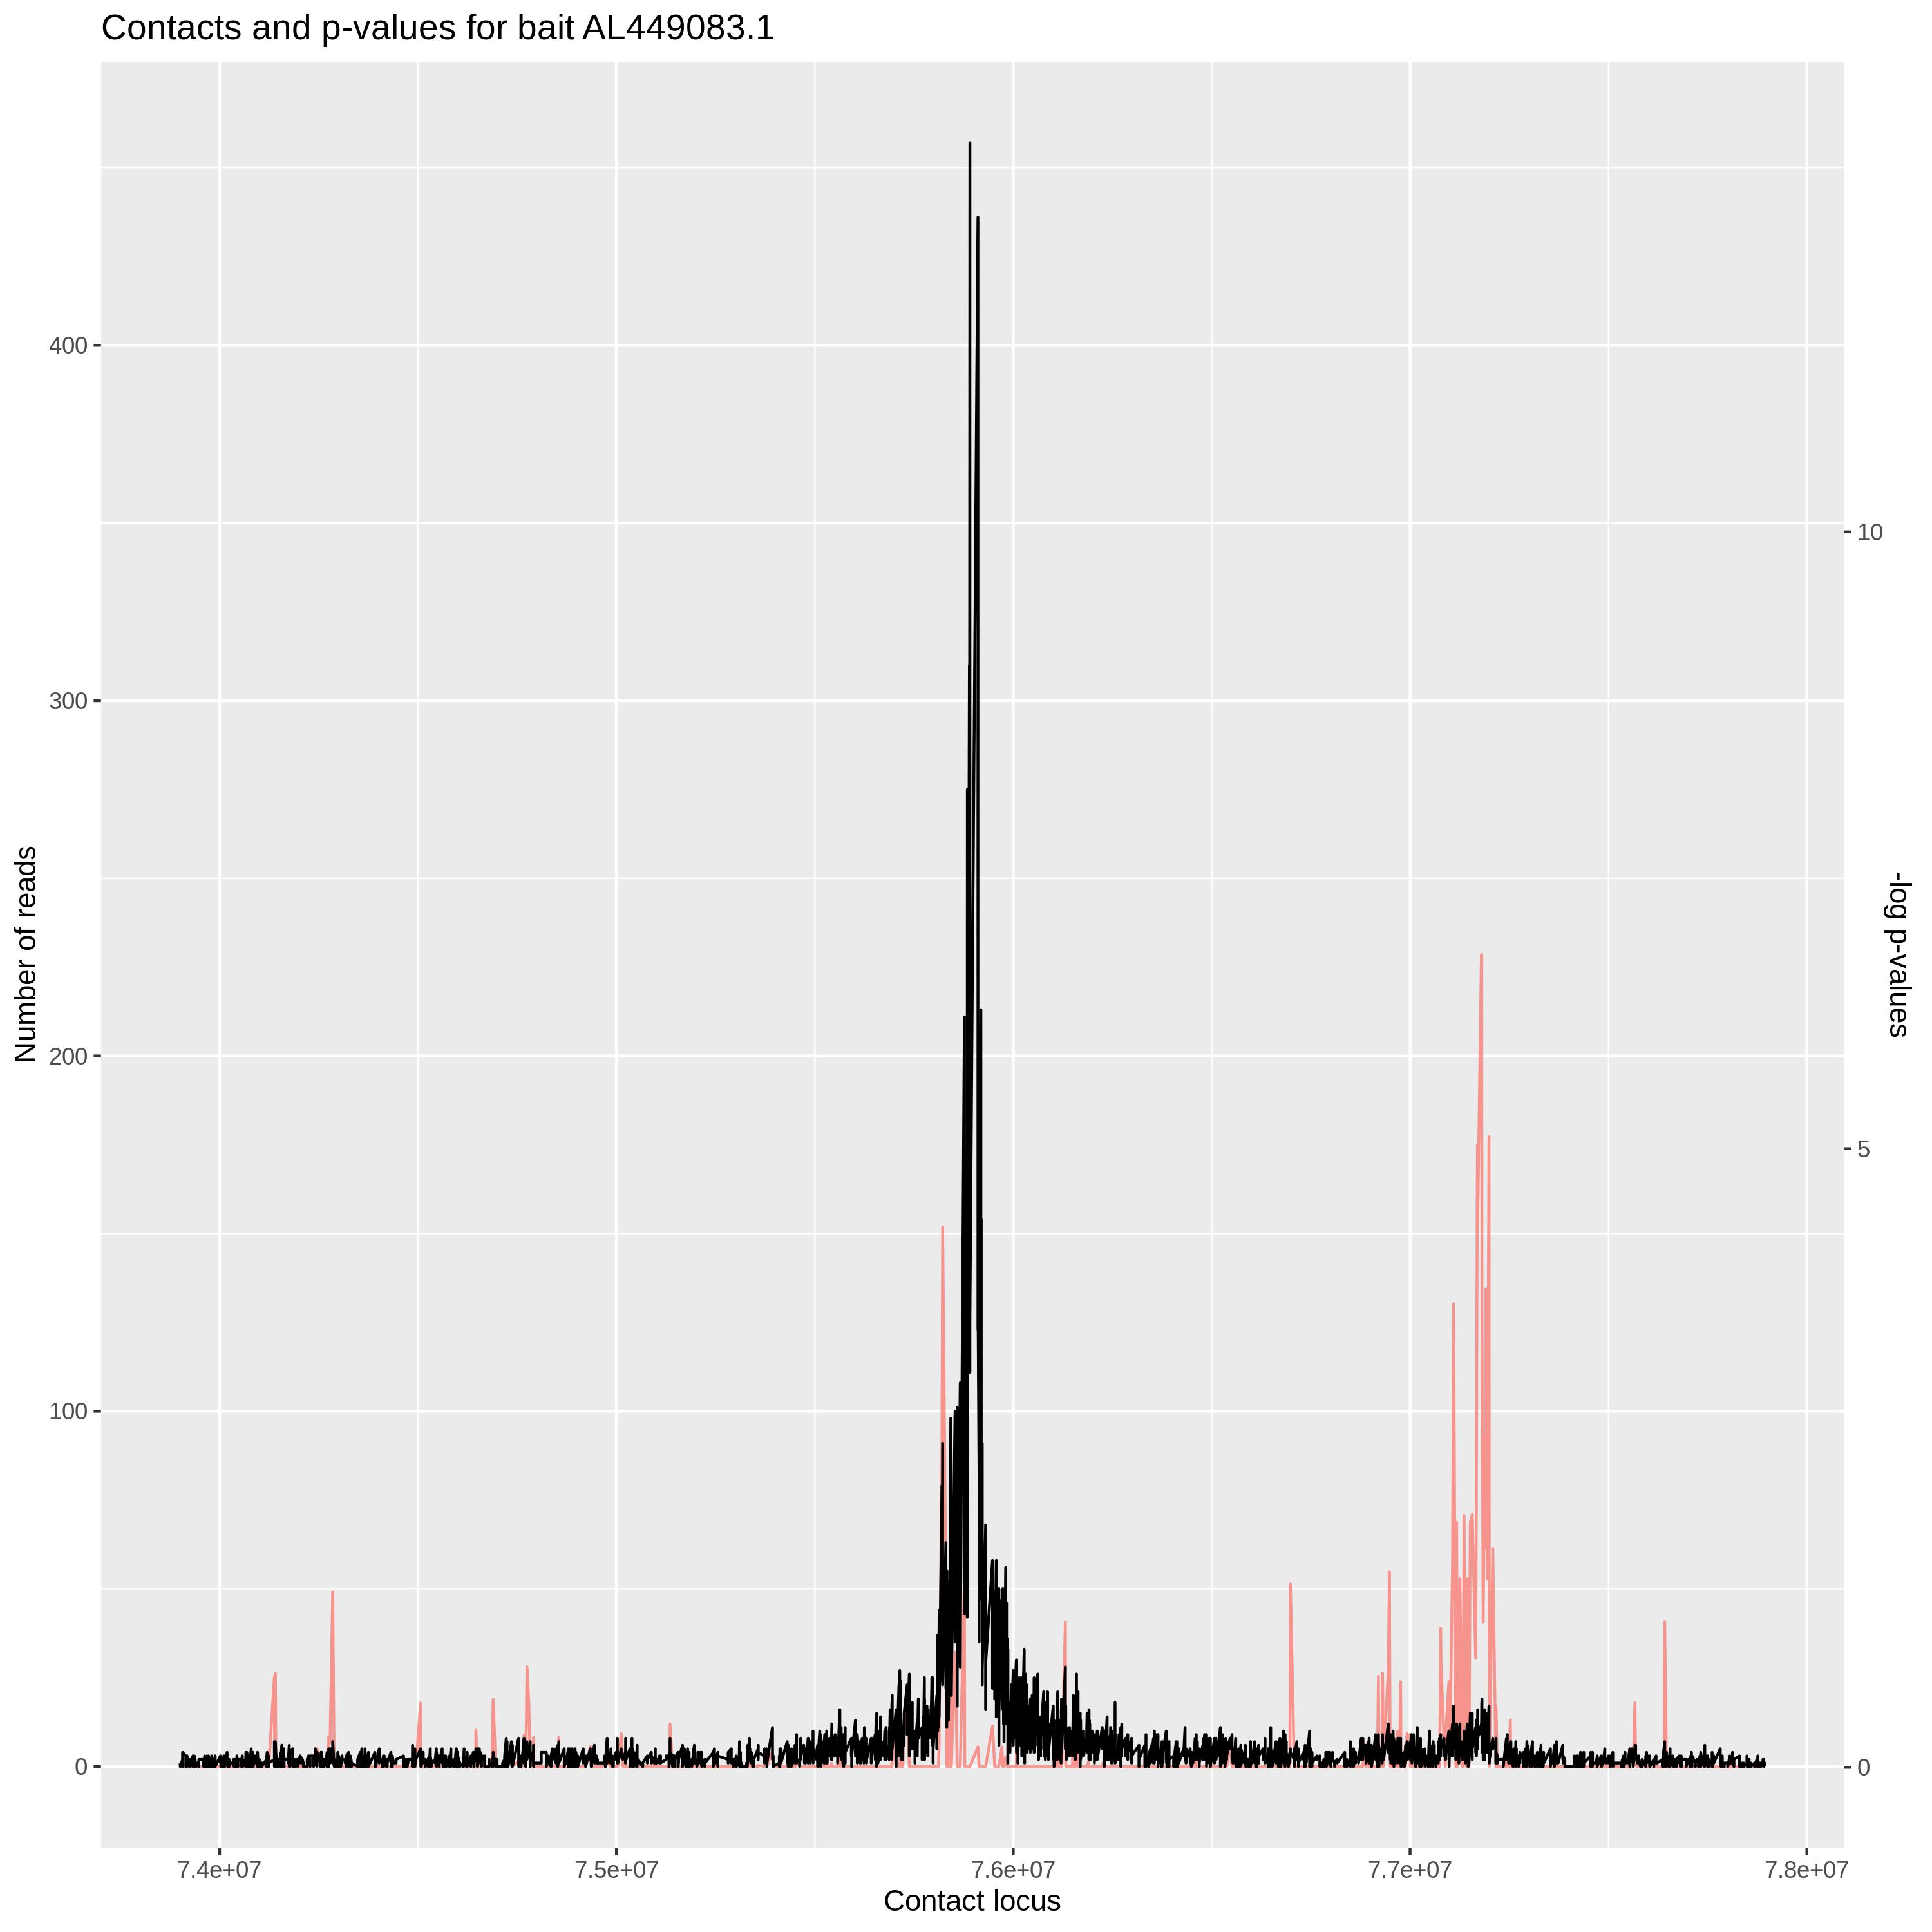 Contacts and p-values for bait AL449083.1
400
300
200
100
0
Number of reads
10
5
0
-log p-values
7.4e+07
7.5e+07
7.6e+07
7.7e+07
7.8e+07
Contact locus